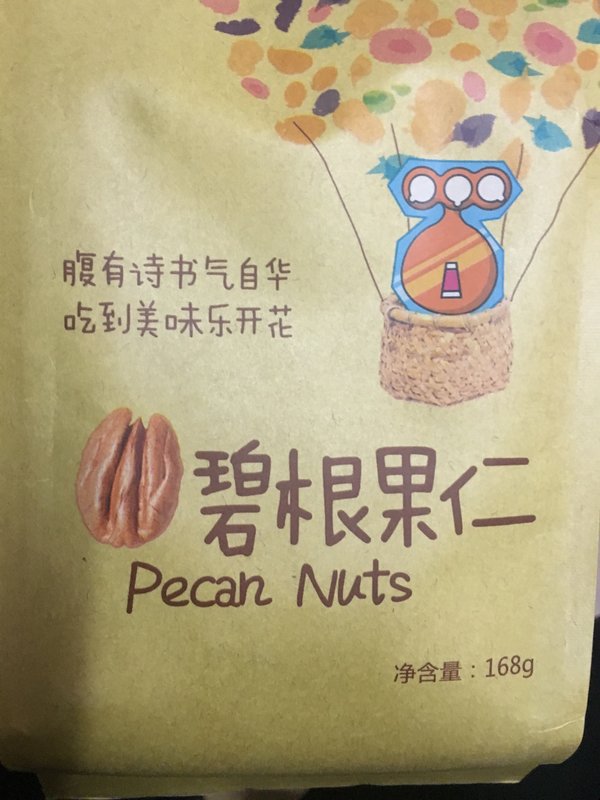 腹有诗书气自华
吃到美味乐开花
碧根果仁
Pecan Nuts
净含量：168g